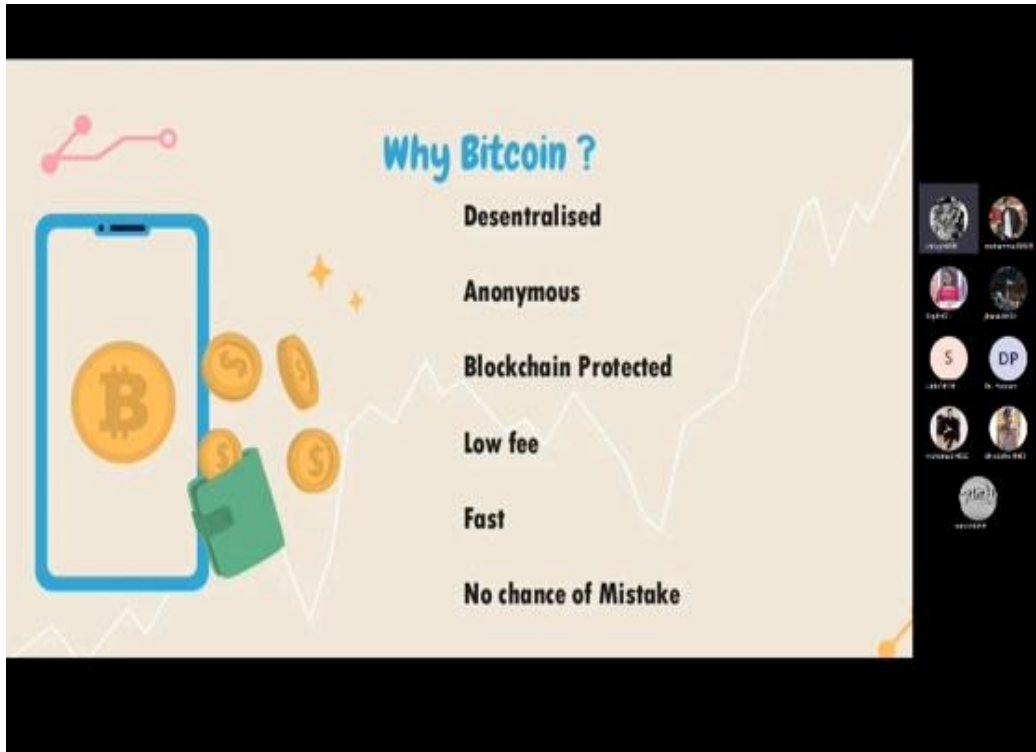 Why Bitcoin ?
Desentralised
Anonymous
Blockchain Protected
Low fee
Fast
No chance of Mistake
S
DP